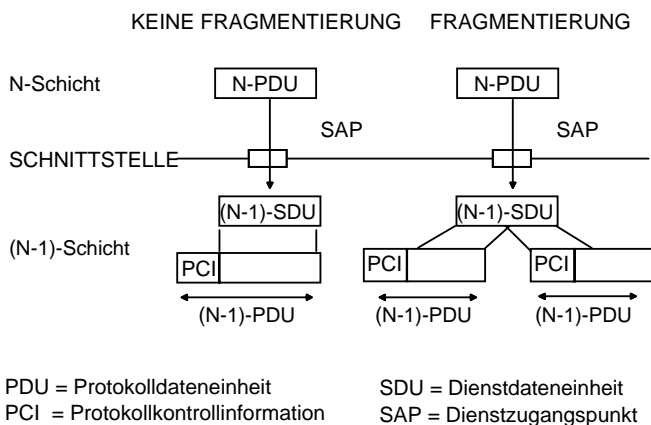 KEINE FRAGMENTIERUNG FRAGMENTIERUNG
N-Schicht N-PDU N-PDU
SAP SAP
SCHNITTSTELLE
(N-1)-SDU (N-1)-SDU
(N-1)-Schicht
PCI PCI PCI
(N-1)-PDU (N-1)-PDU (N-1)-PDU
PDU = Protokolldateneinheit SDU = Dienstdateneinheit
PCI = Protokollkontrollinformation SAP = Dienstzugangspunkt